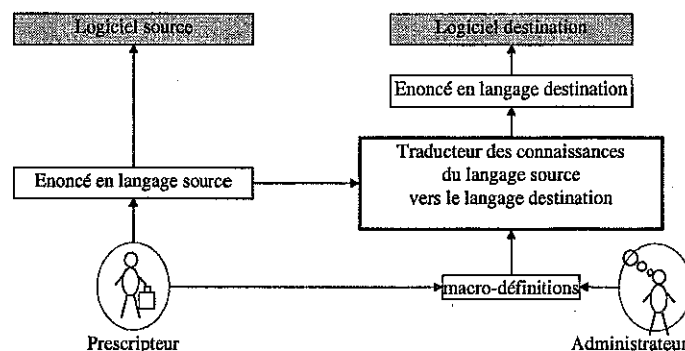 Logiciel source
Logiciel destination
Enoncé en langage destination
Traducteur des connaissances
du langage source
vers le langage destination
Enoncé en langage source
macro-définitions
Prescripteur
Administrateur